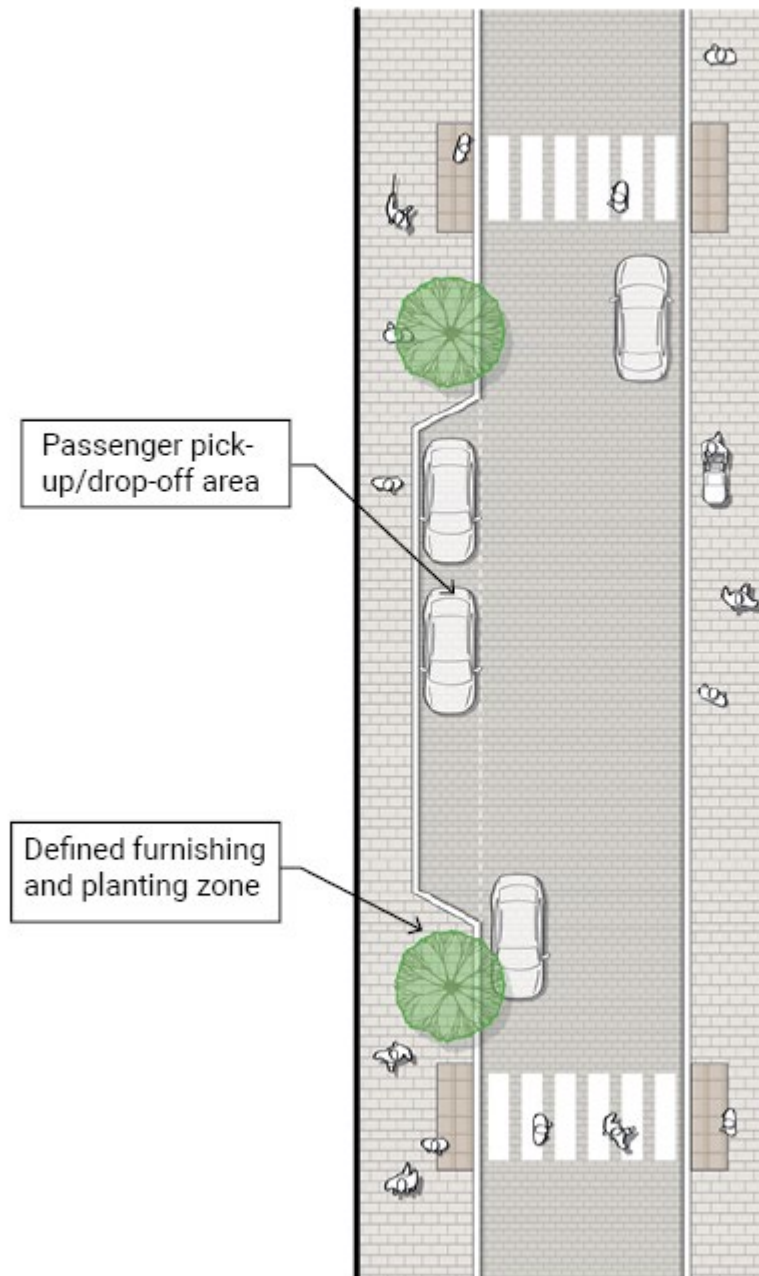 Passenger pick-
up/drop-off area
Defined furnishing
and planting zone